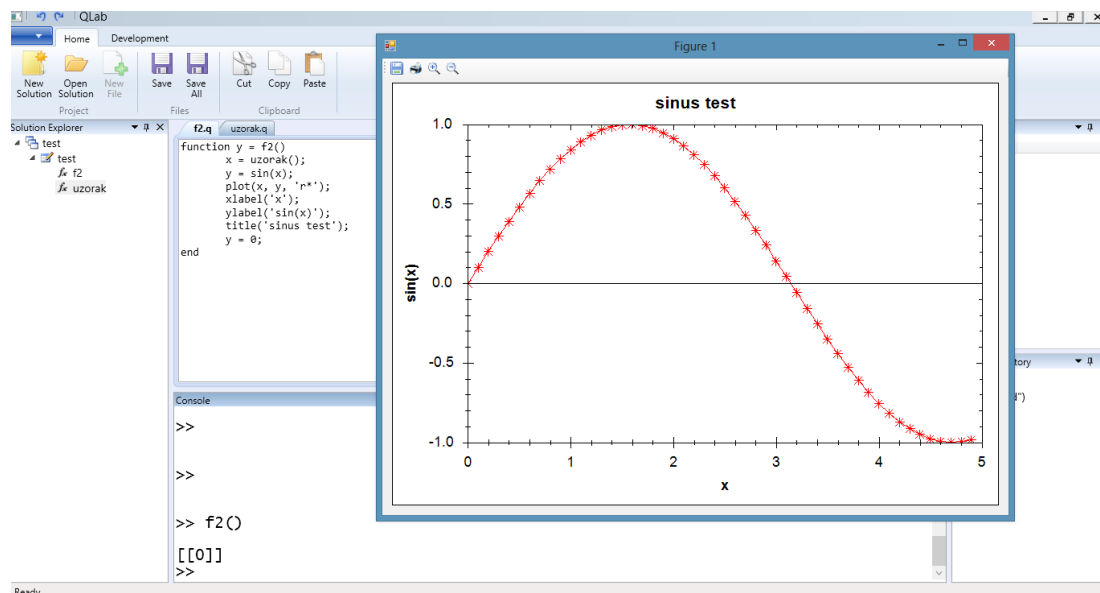 QLab
Home Development
New Solution
Open Solution
New File
Save
Save All
Cut
Copy
Paste
Project
Files
Clipboard
Solution Explorer
test
test
f2
uzorak
f2.q
uzorak.q
function y = f2()
x = uzorak();
y = sin(x);
plot(x, y, 'r*');
xlabel('x');
ylabel('sin(x)');
title('sinus test');
y = 0;
end
Console
>>
>>
>> f2()
[[0]]
>>
Figure 1
sinus test
1.0
0.5
0.0
-0.5
-1.0
sin(x)
0 1 2 3 4 5
x
Ready